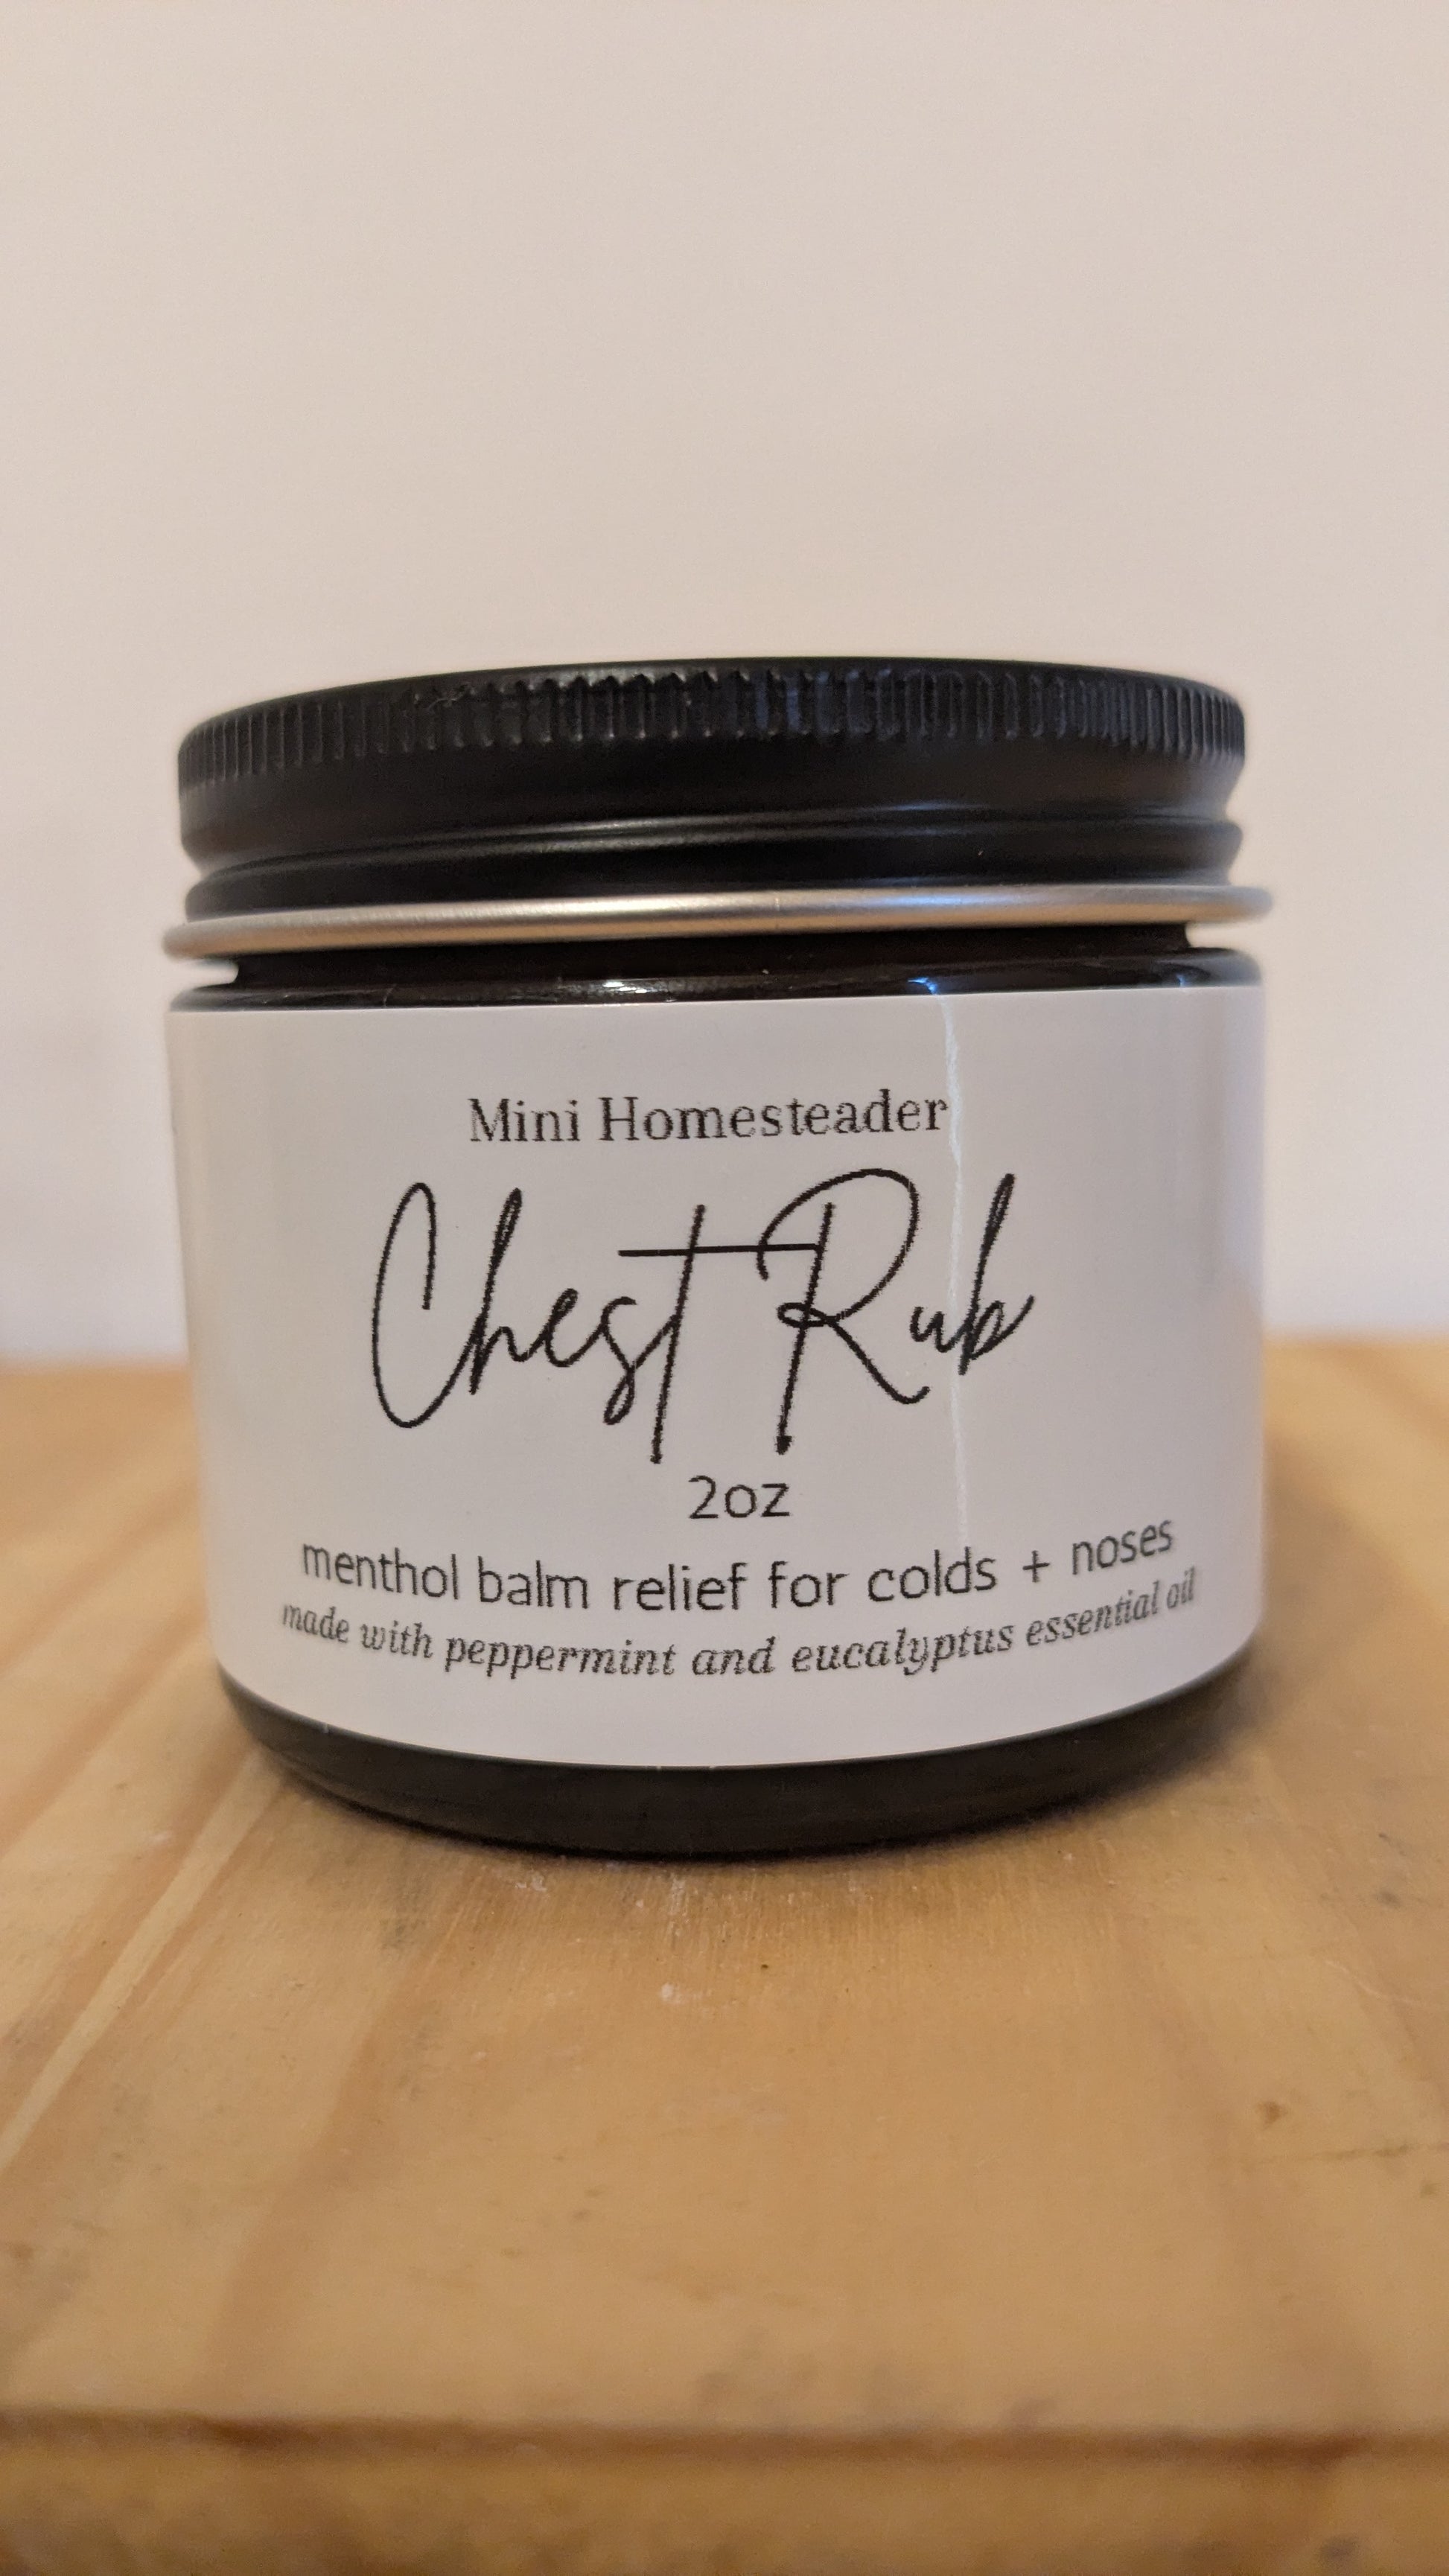 Mini Homesteader
Chest Rub
2oz
menthol balm relief for colds + noses
made with peppermint and eucalyptus essential oil